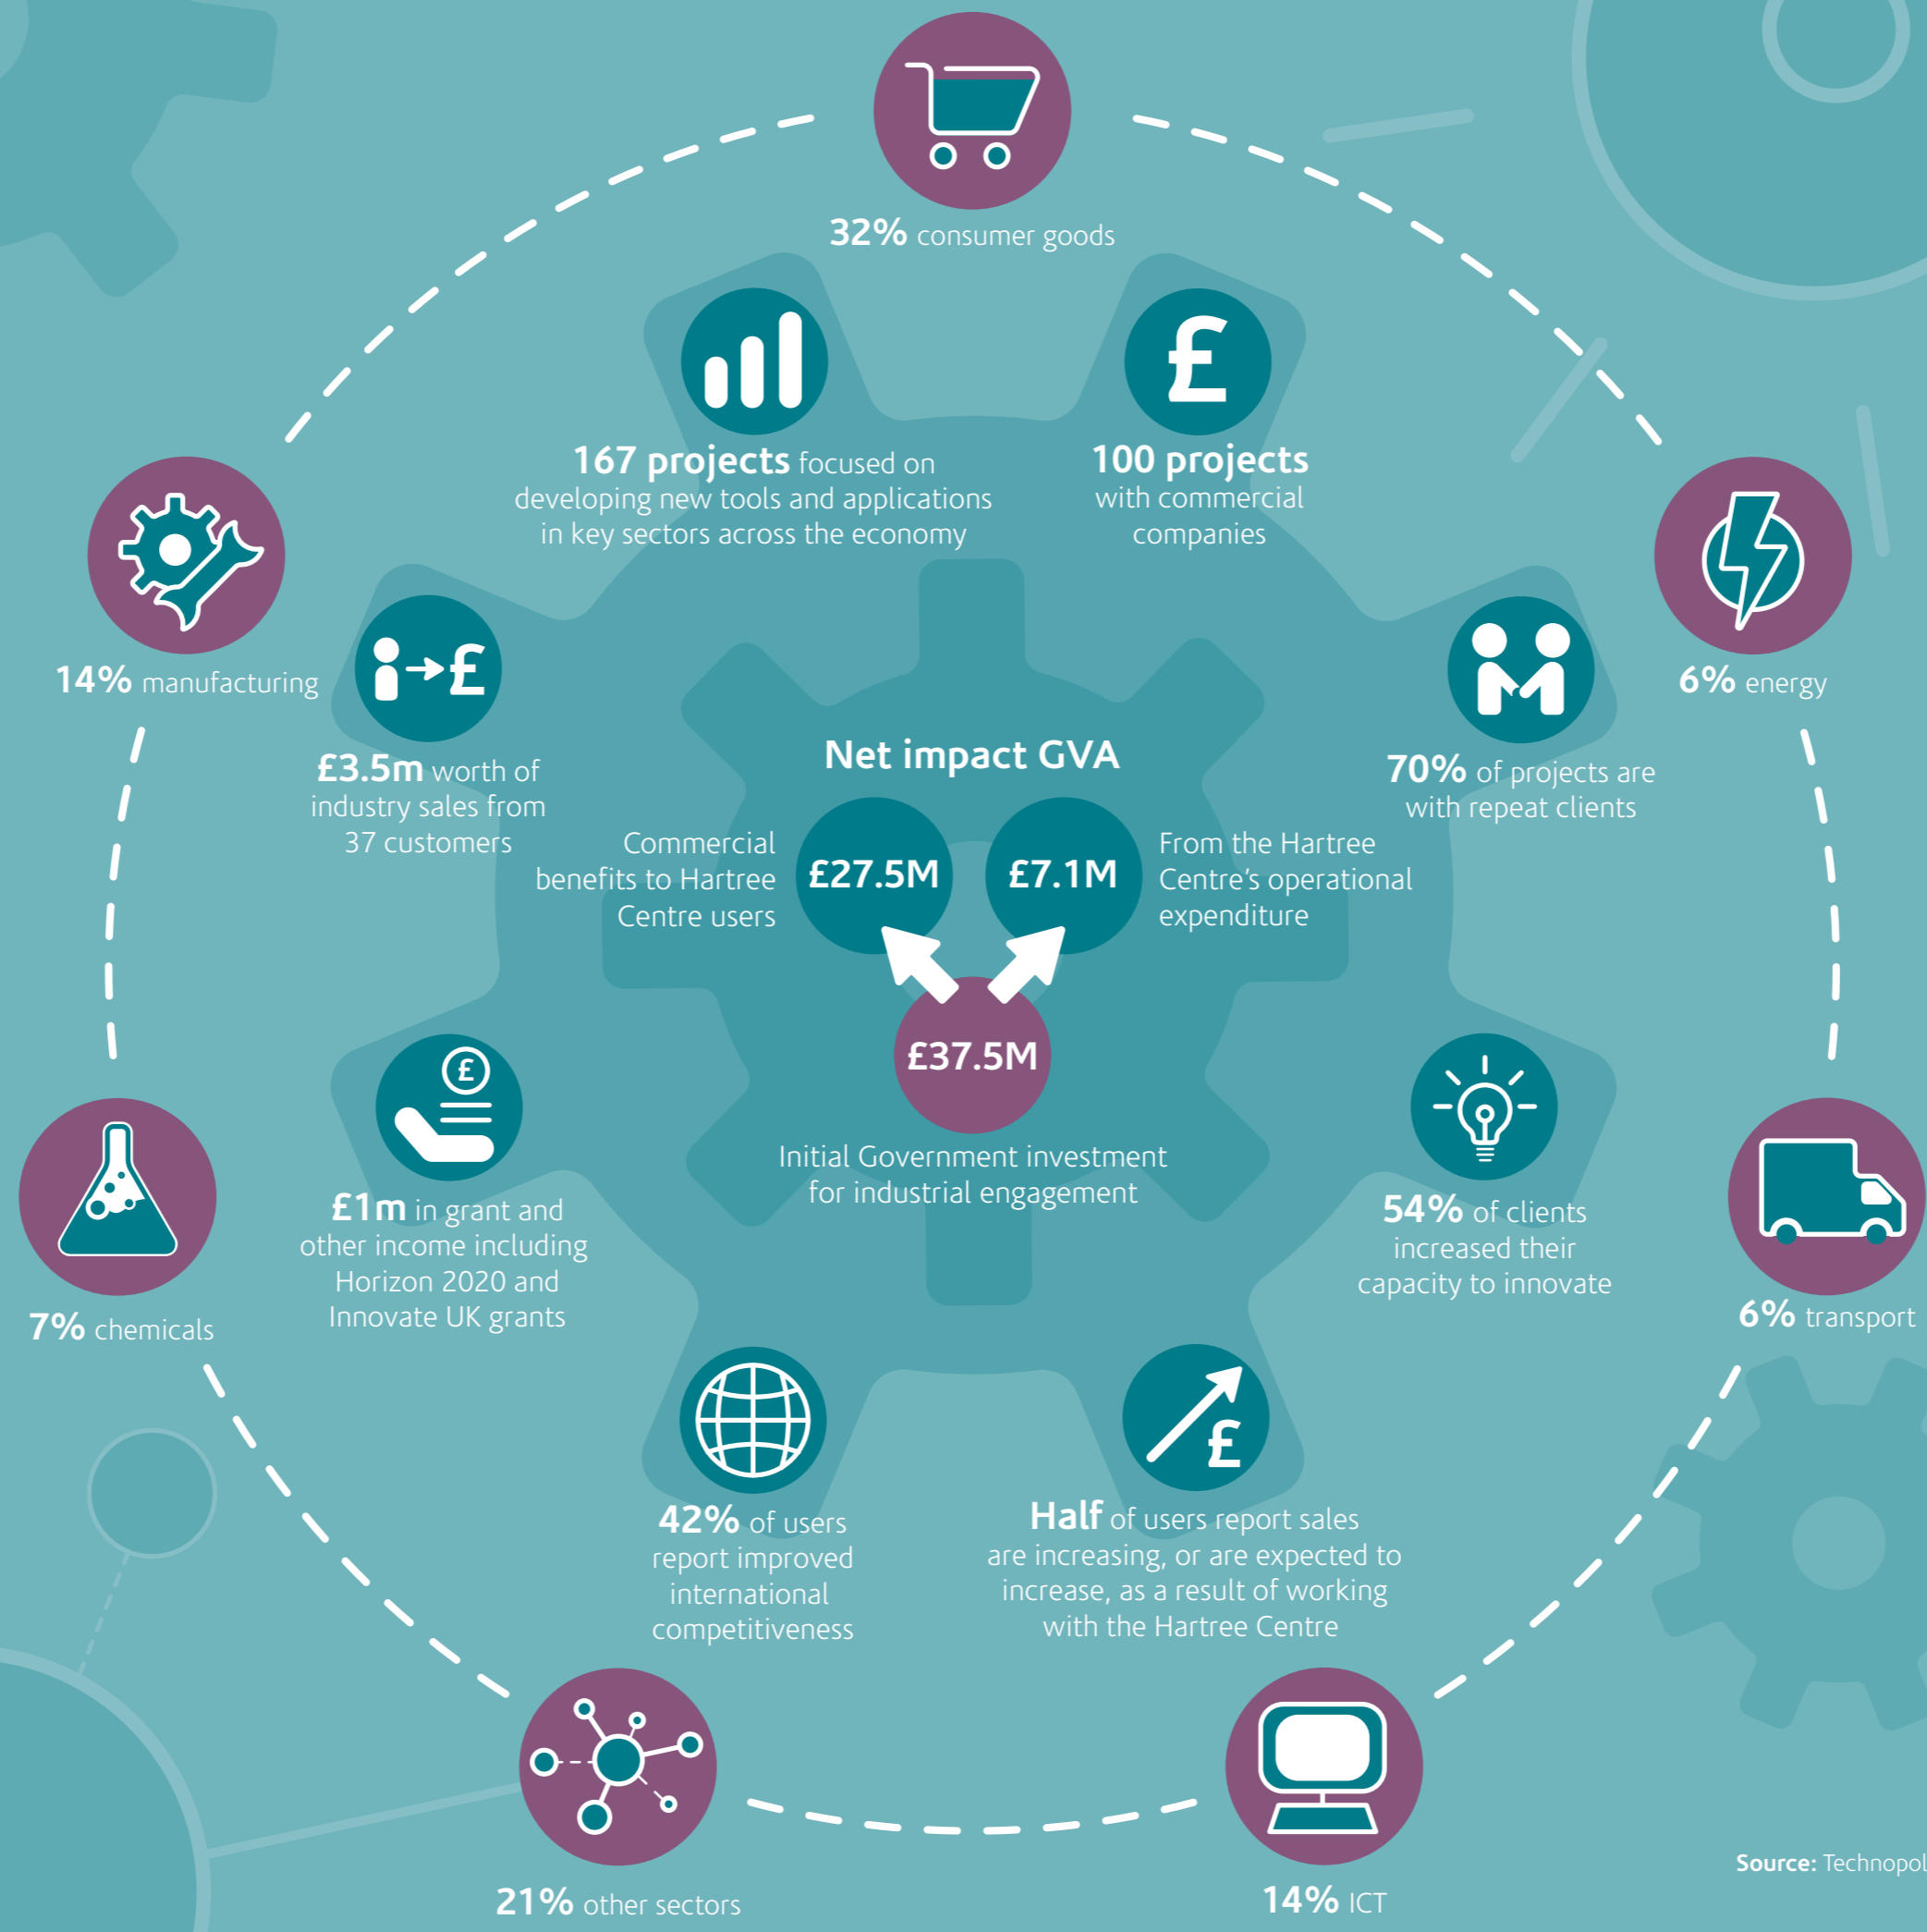 32% consumer goods
167 projects focused on
developing new tools and applications
in key sectors across the economy
£
100 projects
with commercial
companies
14% manufacturing
6% energy
£
£3.5m worth of
industry sales from
37 customers
70% of projects are
with repeat clients
Net impact GVA
Commercial
benefits to Hartree
Centre users
£27.5M
£7.1M
From the Hartree
Centre’s operational
expenditure
£37.5M
Initial Government investment
for industrial engagement
£
£1m in grant and
other income including
Horizon 2020 and
Innovate UK grants
54% of clients
increased their
capacity to innovate
7% chemicals
6% transport
42% of users
report improved
international
competitiveness
£
Half of users report sales
are increasing, or are expected to
increase, as a result of working
with the Hartree Centre
21% other sectors
14% ICT
Source: Technopol